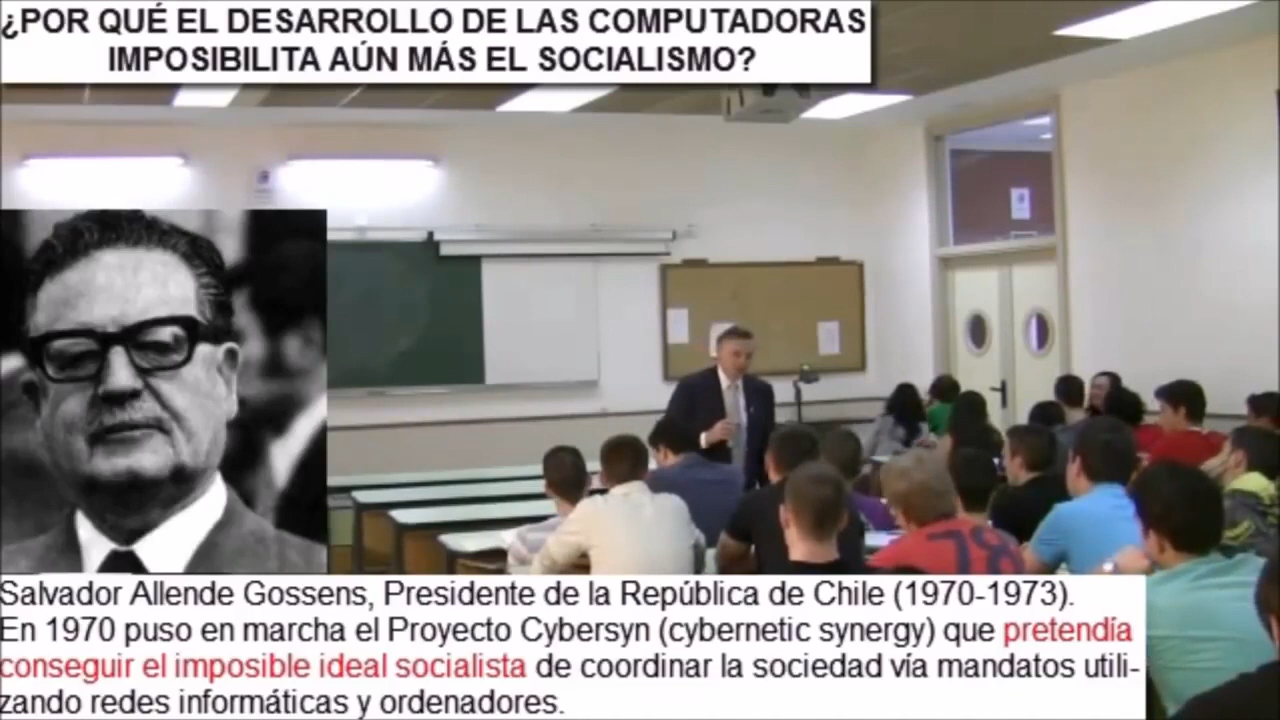 ¿POR QUÉ EL DESARROLLO DE LAS COMPUTADORAS
IMPOSIBILITA AÚN MÁS EL SOCIALISMO?
78
Salvador Allende Gossens, Presidente de la República de Chile (1970-1973).
En 1970 puso en marcha el Proyecto Cybersyn (cybernetic synergy) que pretendía
conseguir el imposible ideal socialista de coordinar la sociedad vía mandatos utili-
zando redes informáticas y ordenadores.